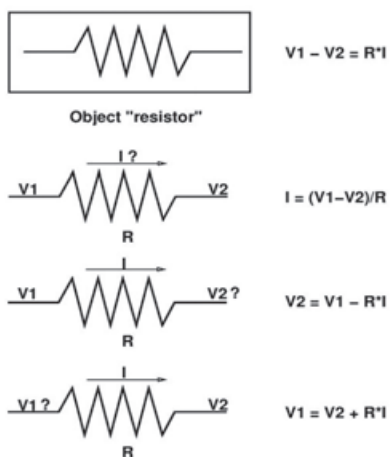 V1 − V2 = R*I
Object "resistor"
I ?
V1 V2 I = (V1−V2)/R
R
I
V1 V2 ? V2 = V1 − R*I
R
I
V1 ? V2 V1 = V2 + R*I
R